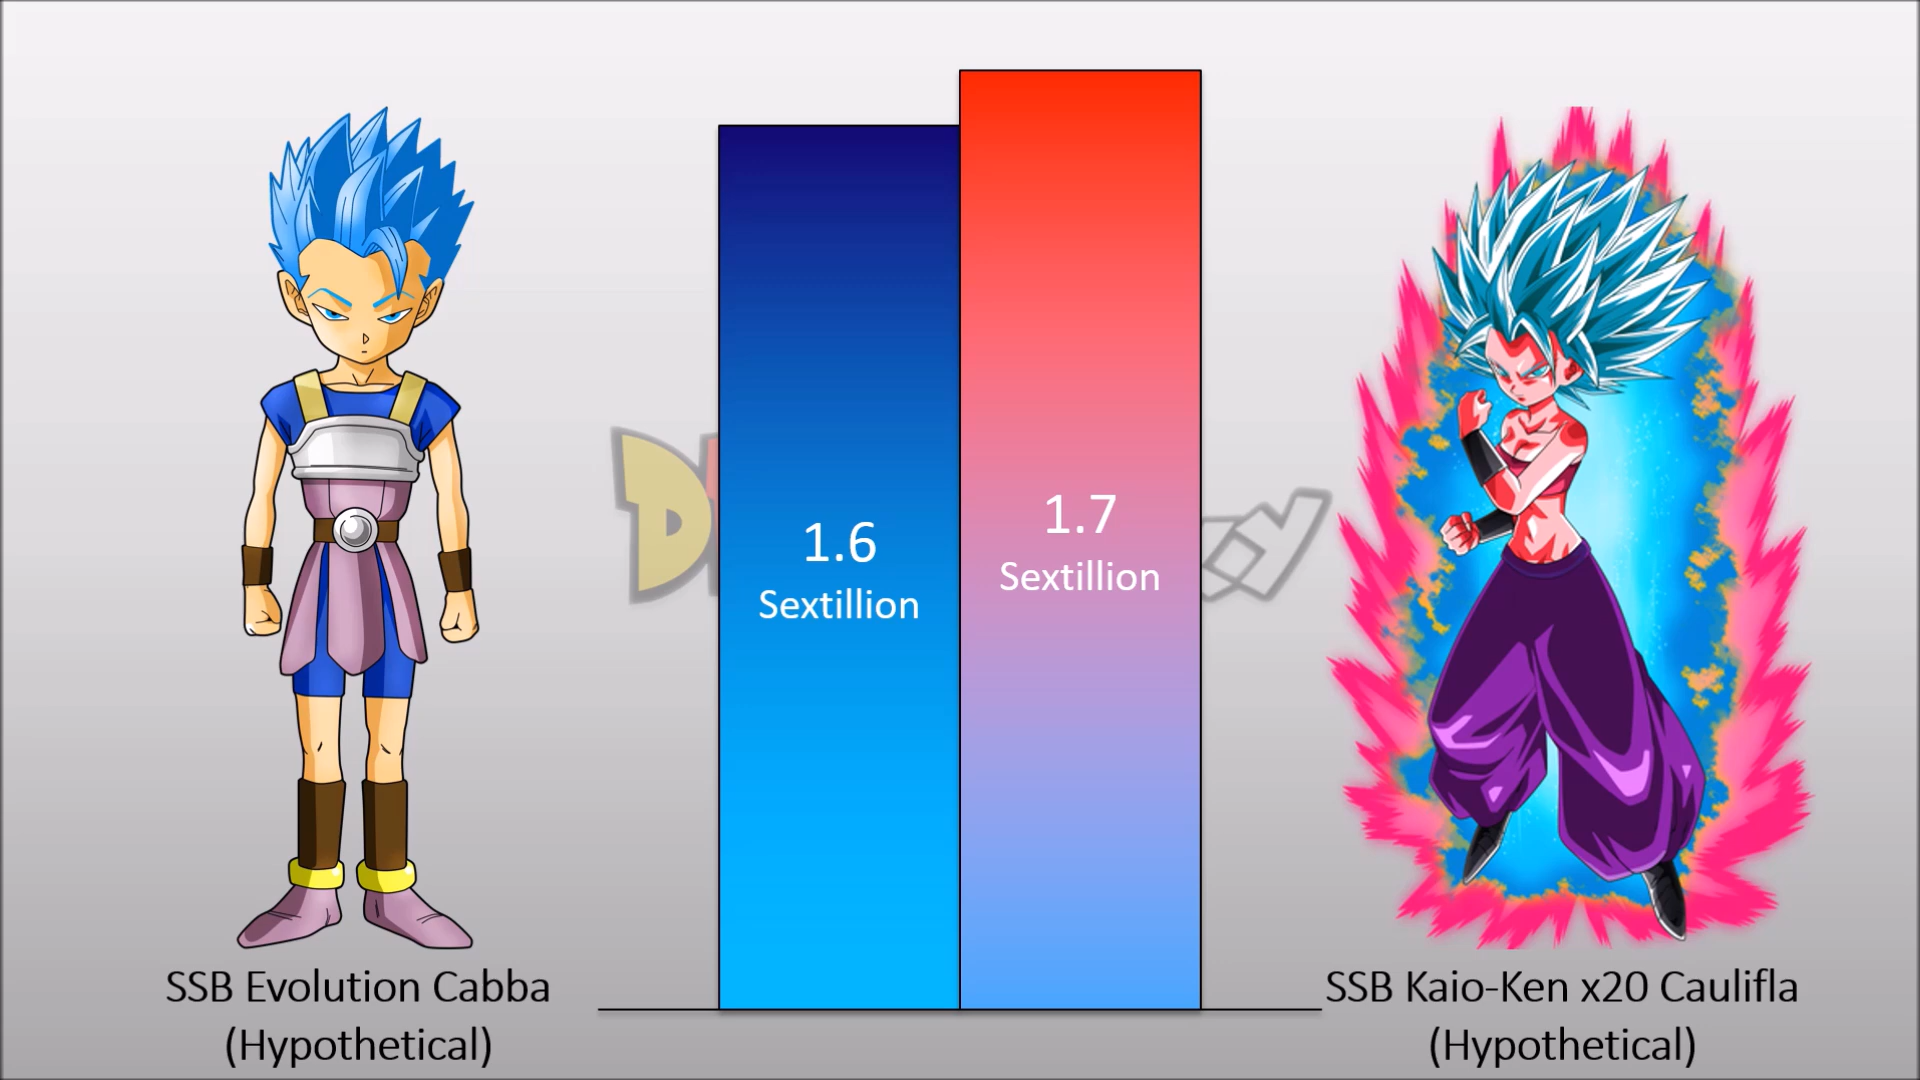 1.6
Sextillion
1.7
Sextillion
SSB Evolution Cabba
(Hypothetical)
SSB Kaio-Ken x20 Caulifla
(Hypothetical)